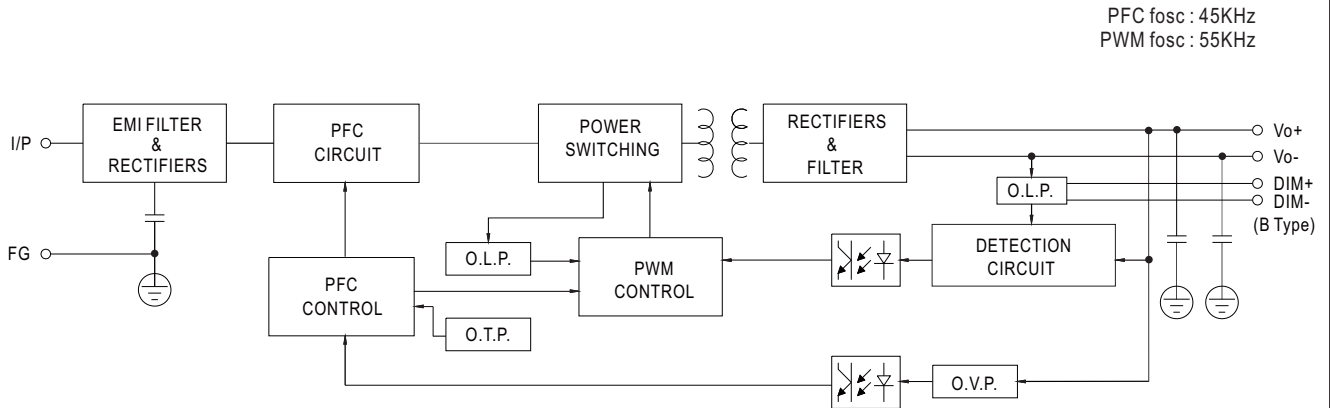 PFC fosc : 45KHz
PWM fosc : 55KHz
I/P
EMI FILTER
&
RECTIFIERS
PFC
CIRCUIT
POWER
SWITCHING
RECTIFIERS
&
FILTER
Vo+
Vo-
DIM+
DIM-
(B Type)
O.L.P.
FG
O.L.P.
PFC
CONTROL
PWM
CONTROL
DETECTION
CIRCUIT
O.T.P.
O.V.P.